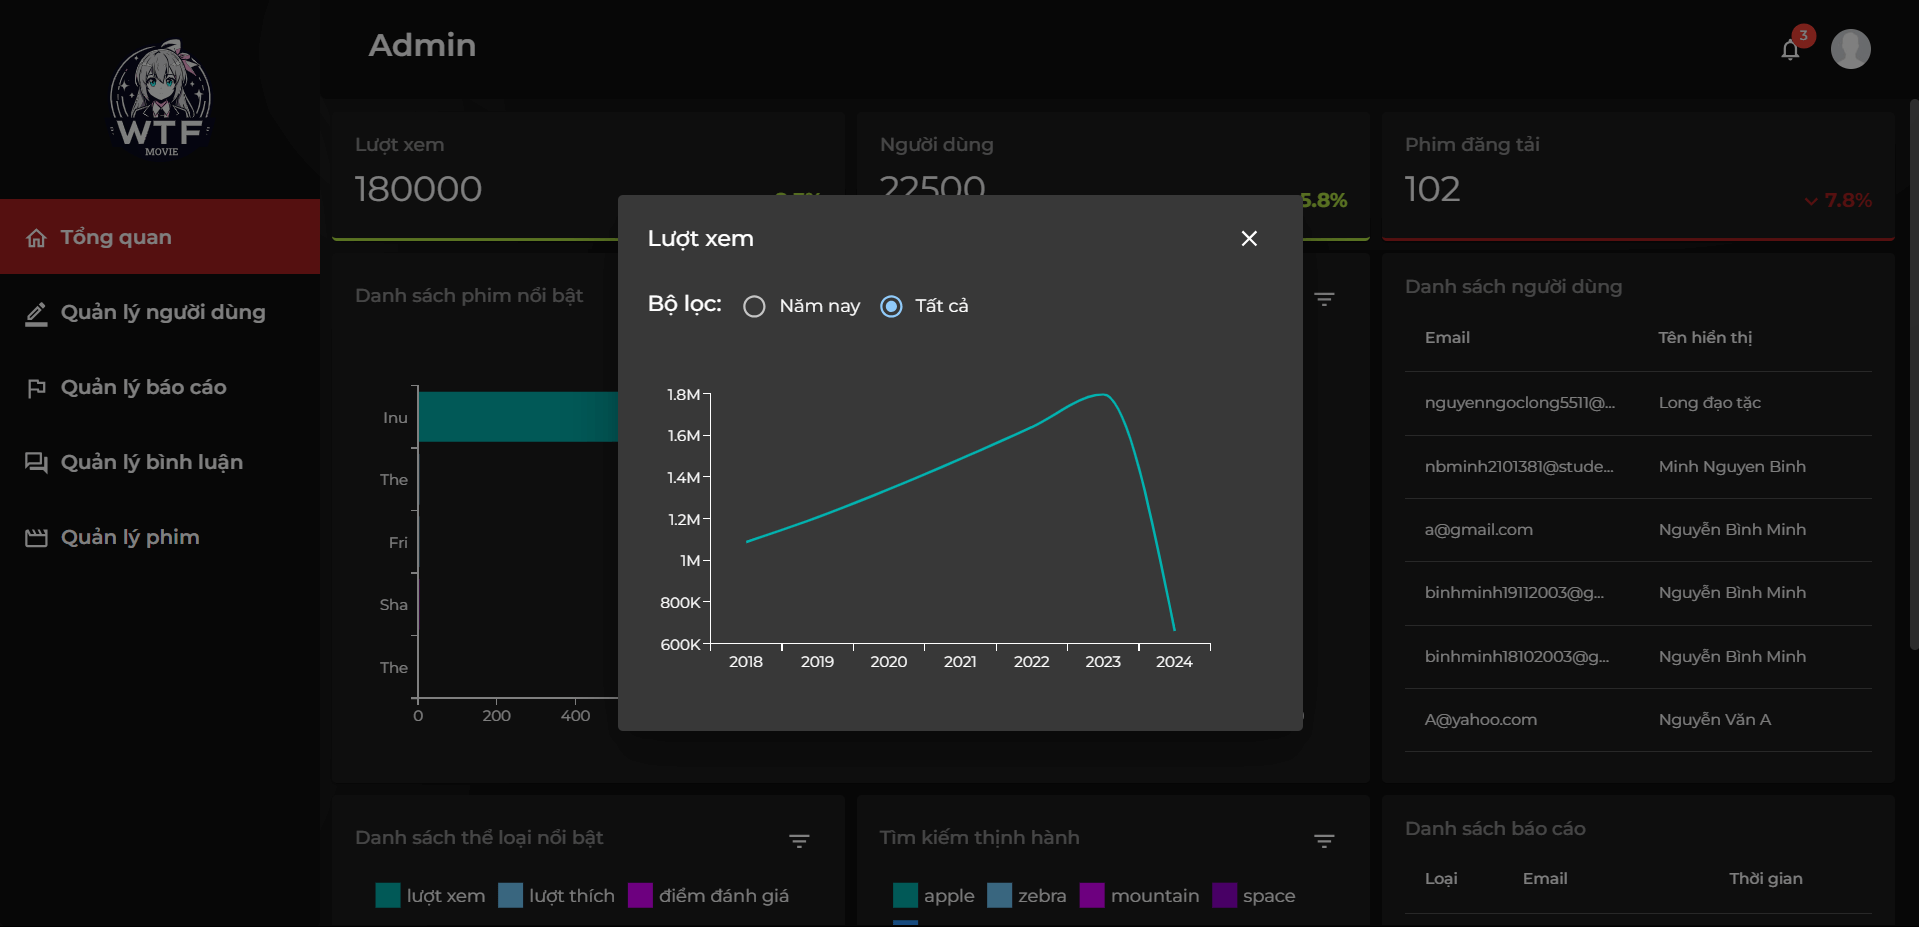 WTF
MOVIE
Admin
3
Tổng quan
Quản lý người dùng
Quản lý báo cáo
Quản lý bình luận
Quản lý phim
Lượt xem
180000
Người dùng
22500
5.8%
Phim đăng tải
102
7.8%
Lượt xem
Bộ lọc: Năm nay Tất cả
1.8M
1.6M
1.4M
1.2M
1M
800K
600K
2018 2019 2020 2021 2022 2023 2024
Danh sách phim nổi bật
Inu
The
Fri
Sha
The
0 200 400
Danh sách người dùng
Email Tên hiển thị
nguyenngoclong5511@... Long đạo tặc
nbminh2101381@stude... Minh Nguyen Binh
a@gmail.com Nguyễn Bình Minh
binhminh19112003@g... Nguyễn Bình Minh
binhminh18102003@g... Nguyễn Bình Minh
A@yahoo.com Nguyễn Văn A
Danh sách thể loại nổi bật
lượt xem lượt thích điểm đánh giá
Tìm kiếm thịnh hành
apple zebra mountain space
Danh sách báo cáo
Loại Email Thời gian